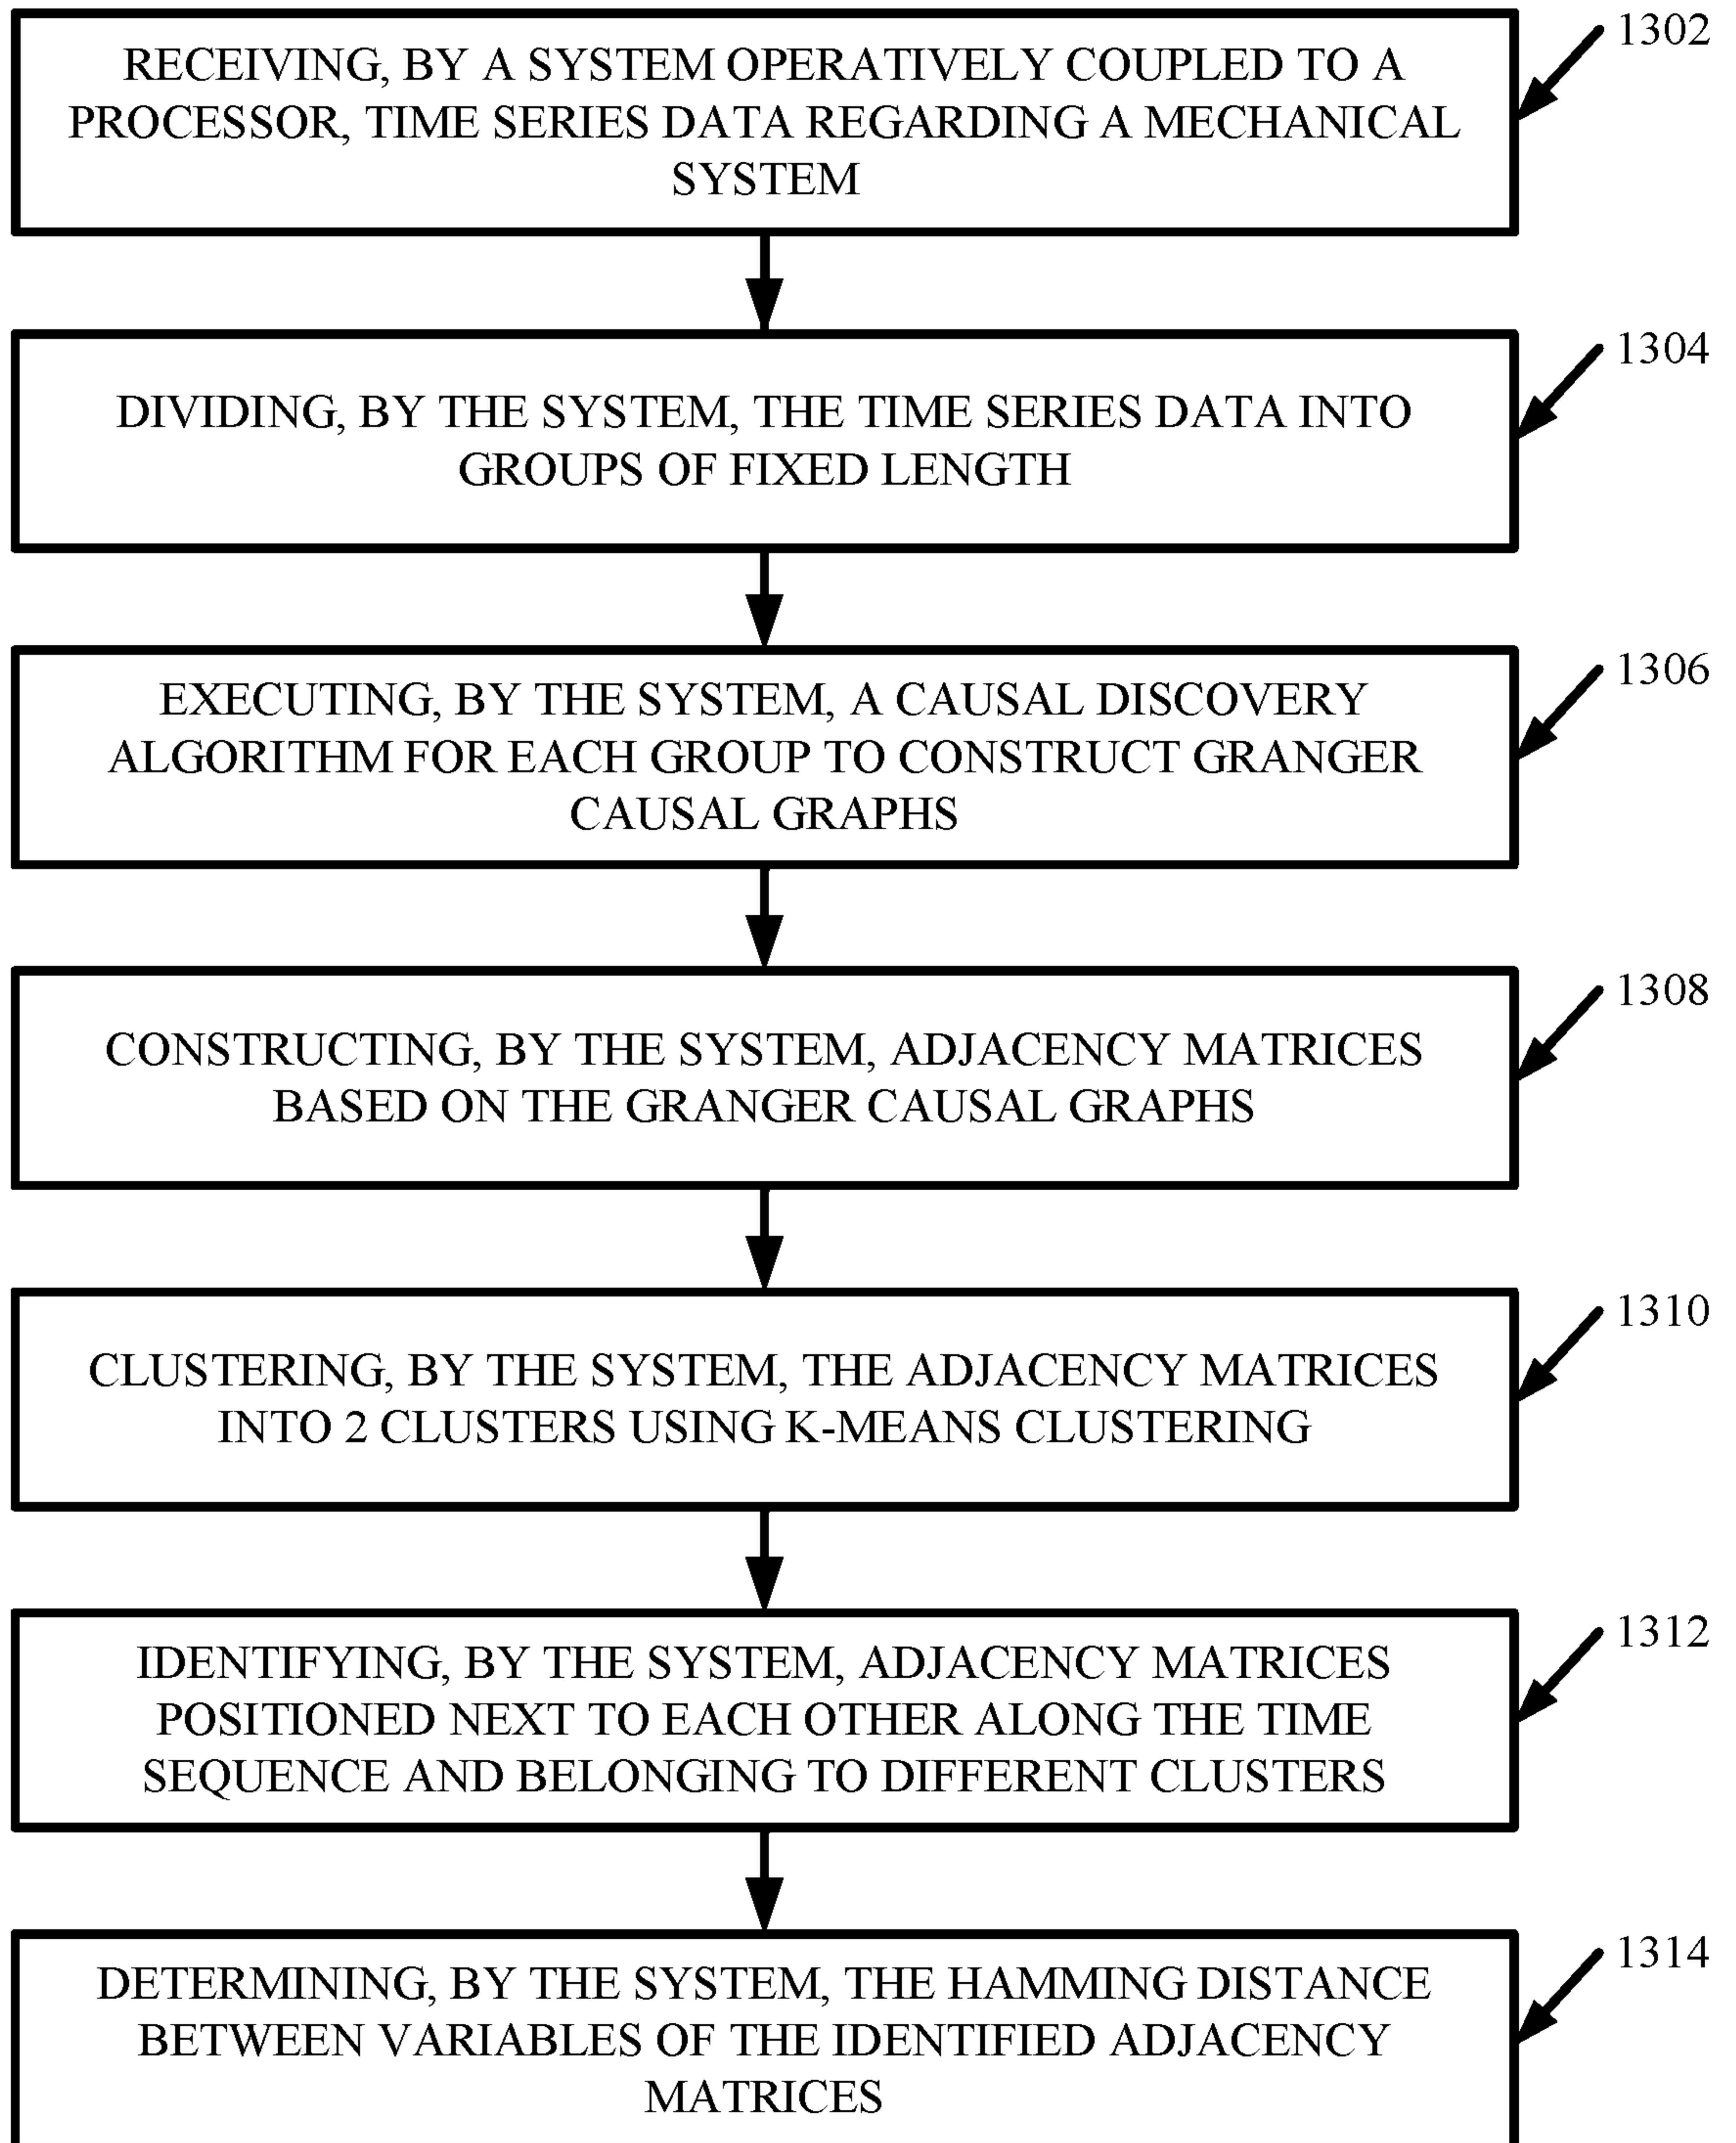 1302
RECEIVING, BY A SYSTEM OPERATIVELY COUPLED TO A
PROCESSOR, TIME SERIES DATA REGARDING A MECHANICAL
SYSTEM
1304
DIVIDING, BY THE SYSTEM, THE TIME SERIES DATA INTO
GROUPS OF FIXED LENGTH
1306
EXECUTING, BY THE SYSTEM, A CAUSAL DISCOVERY
ALGORITHM FOR EACH GROUP TO CONSTRUCT GRANGER
CAUSAL GRAPHS
1308
CONSTRUCTING, BY THE SYSTEM, ADJACENCY MATRICES
BASED ON THE GRANGER CAUSAL GRAPHS
1310
CLUSTERING, BY THE SYSTEM, THE ADJACENCY MATRICES
INTO 2 CLUSTERS USING K-MEANS CLUSTERING
1312
IDENTIFYING, BY THE SYSTEM, ADJACENCY MATRICES
POSITIONED NEXT TO EACH OTHER ALONG THE TIME
SEQUENCE AND BELONGING TO DIFFERENT CLUSTERS
1314
DETERMINING, BY THE SYSTEM, THE HAMMING DISTANCE
BETWEEN VARIABLES OF THE IDENTIFIED ADJACENCY
MATRICES